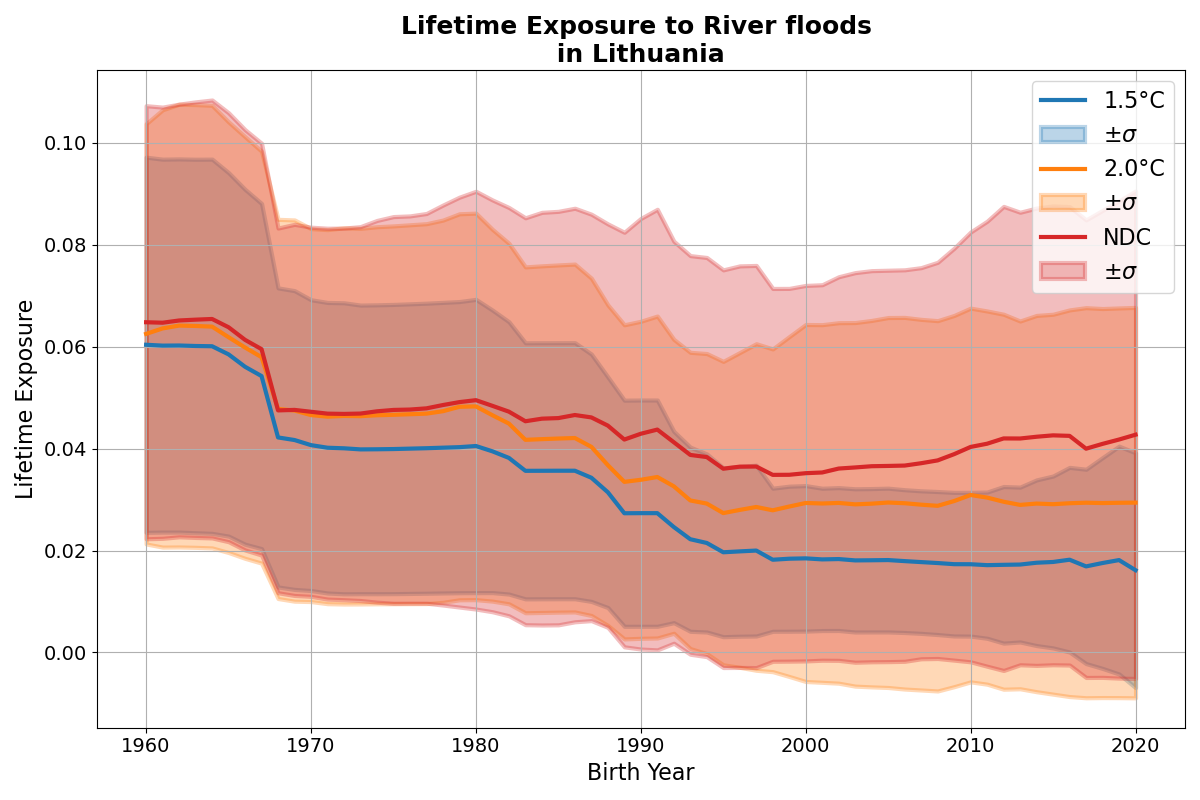 Lifetime Exposure to River floods
in Lithuania
Lifetime Exposure
0.10
0.08
0.06
0.04
0.02
0.00
1.5°C
±σ
2.0°C
±σ
NDC
±σ
1960
1970
1980
1990
2000
2010
2020
Birth Year